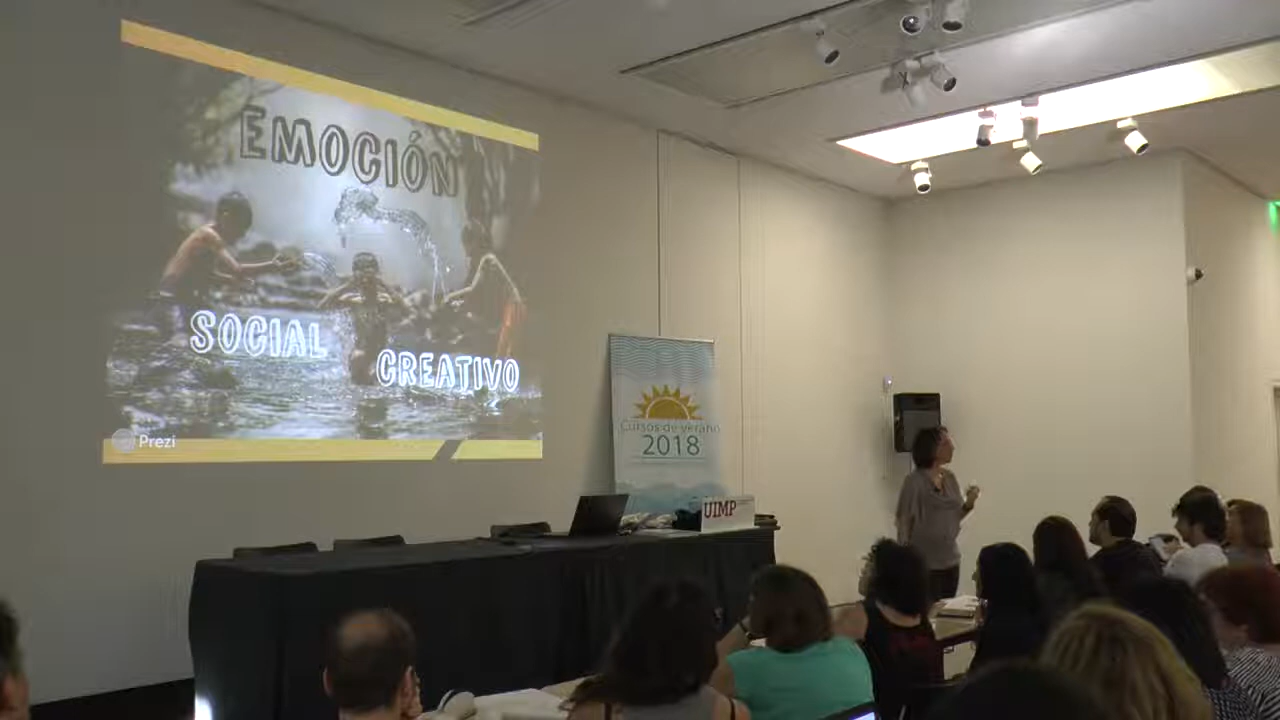 EMOCIÓN
SOCIAL
CREATIVO
Prezi
Cursos de verano
2018
UIMP